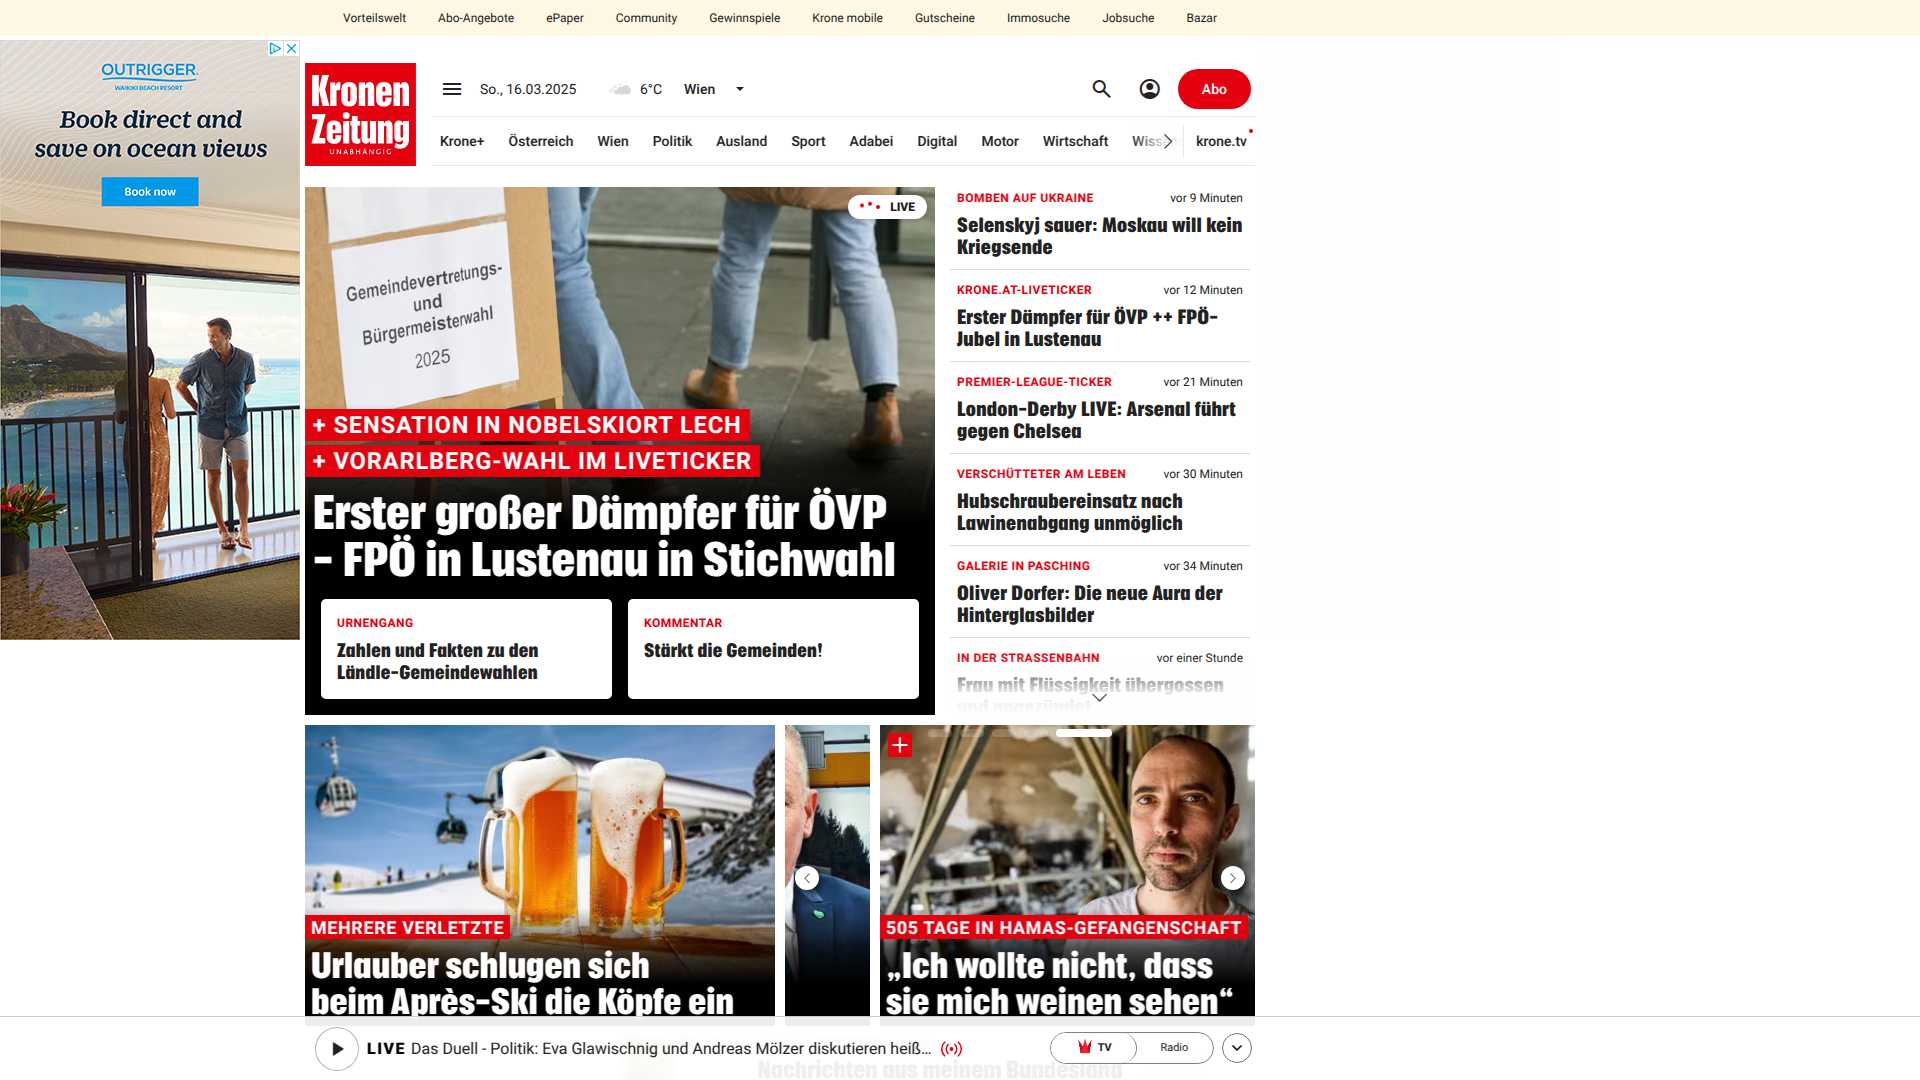 Vorteilswelt Abo-Angebote ePaper Community Gewinnspiele Krone mobile Gutscheine Immosuche Jobsuche Bazar
OUTRIGGER
WAIKIKI BEACH RESORT
Book direct and
save on ocean views
Book now
Kronen
Zeitung
UNABHÄNGIG
So., 16.03.2025 6°C Wien
Abo
Krone+ Österreich Wien Politik Ausland Sport Adabei Digital Motor Wirtschaft krone.tv
LIVE
Gemeindevertretungs-
und
Bürgermeisterwahl
2025
+ SENSATION IN NOBELSKIORT LECH
+ VORARLBERG-WAHL IM LIVETICKER
Erster großer Dämpfer für ÖVP
– FPÖ in Lustenau in Stichwahl
URNENGANG
Zahlen und Fakten zu den
Ländle-Gemeindewahlen
KOMMENTAR
Stärkt die Gemeinden!
BOMBEN AUF UKRAINE vor 9 Minuten
Selenskyj sauer: Moskau will kein
Kriegsende
KRONE.AT-LIVETICKER vor 12 Minuten
Erster Dämpfer für ÖVP ++ FPÖ-
Jubel in Lustenau
PREMIER-LEAGUE-TICKER vor 21 Minuten
London-Derby LIVE: Arsenal führt
gegen Chelsea
VERSCHÜTTETER AM LEBEN vor 30 Minuten
Hubschraubereinsatz nach
Lawinenabgang unmöglich
GALERIE IN PASCHING vor 34 Minuten
Oliver Dorfer: Die neue Aura der
Hinterglasbilder
IN DER STRASSENBAHN vor einer Stunde
Frau mit Flüssigkeit übergossen
und angezündet
MEHRERE VERLETZTE
Urlauber schlugen sich
beim Après-Ski die Köpfe ein
505 TAGE IN HAMAS-GEFANGENSCHAFT
„Ich wollte nicht, dass
sie mich weinen sehen“
LIVE Das Duell - Politik: Eva Glawischnig und Andreas Mölzer diskutieren heiß...
TV Radio
Nachrichten aus meinem Bundesland